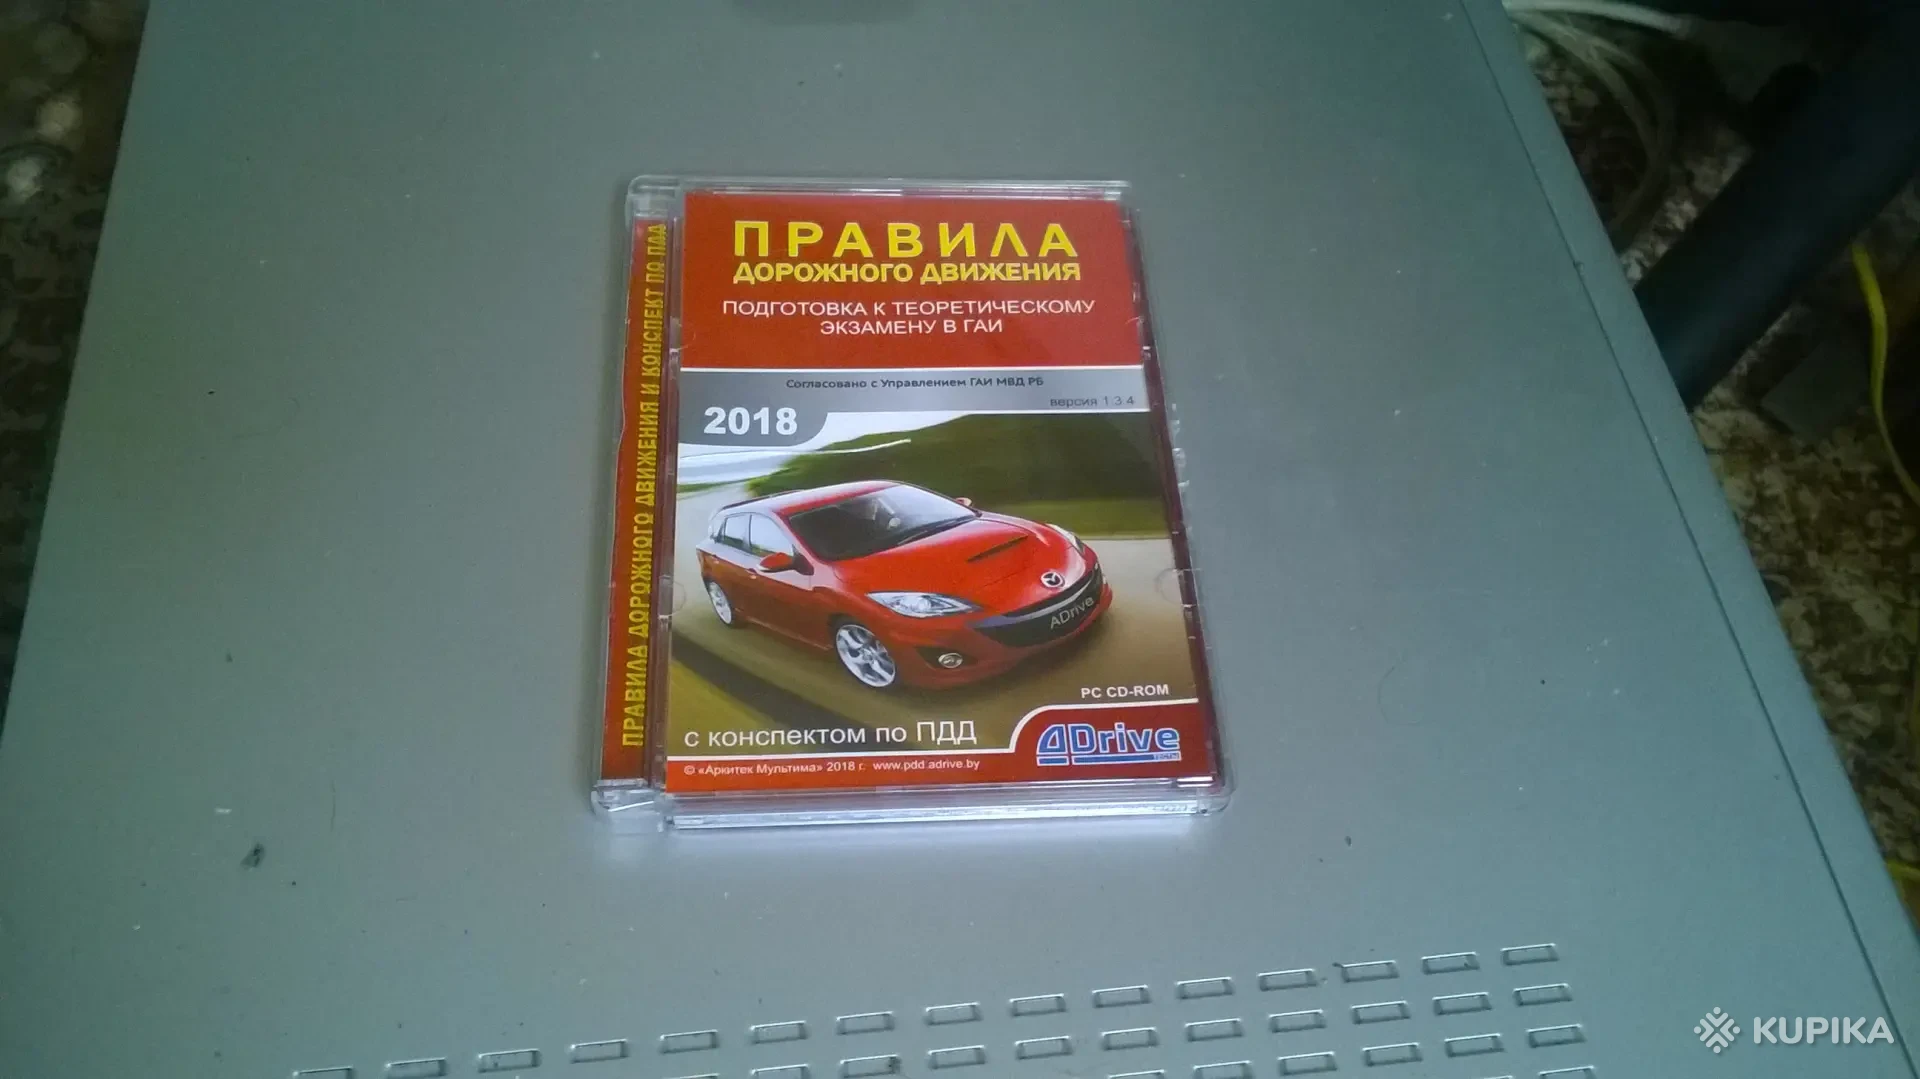 ПРАВИЛА ДОРОЖНОГО ДВИЖЕНИЯ И КОНСПЕКТ ПО ПДД
ПРАВИЛА
ДОРОЖНОГО ДВИЖЕНИЯ
ПОДГОТОВКА К ТЕОРЕТИЧЕСКОМУ
ЭКЗАМЕНУ В ГАИ
Согласовано с Управлением ГАИ МВД РБ
версия 1.3.4
2018
ADrive
PC CD-ROM
с конспектом по ПДД
ADrive
© «Аркитек Мультима» 2018 г. www.pdd.adrive.by
KUPIKA